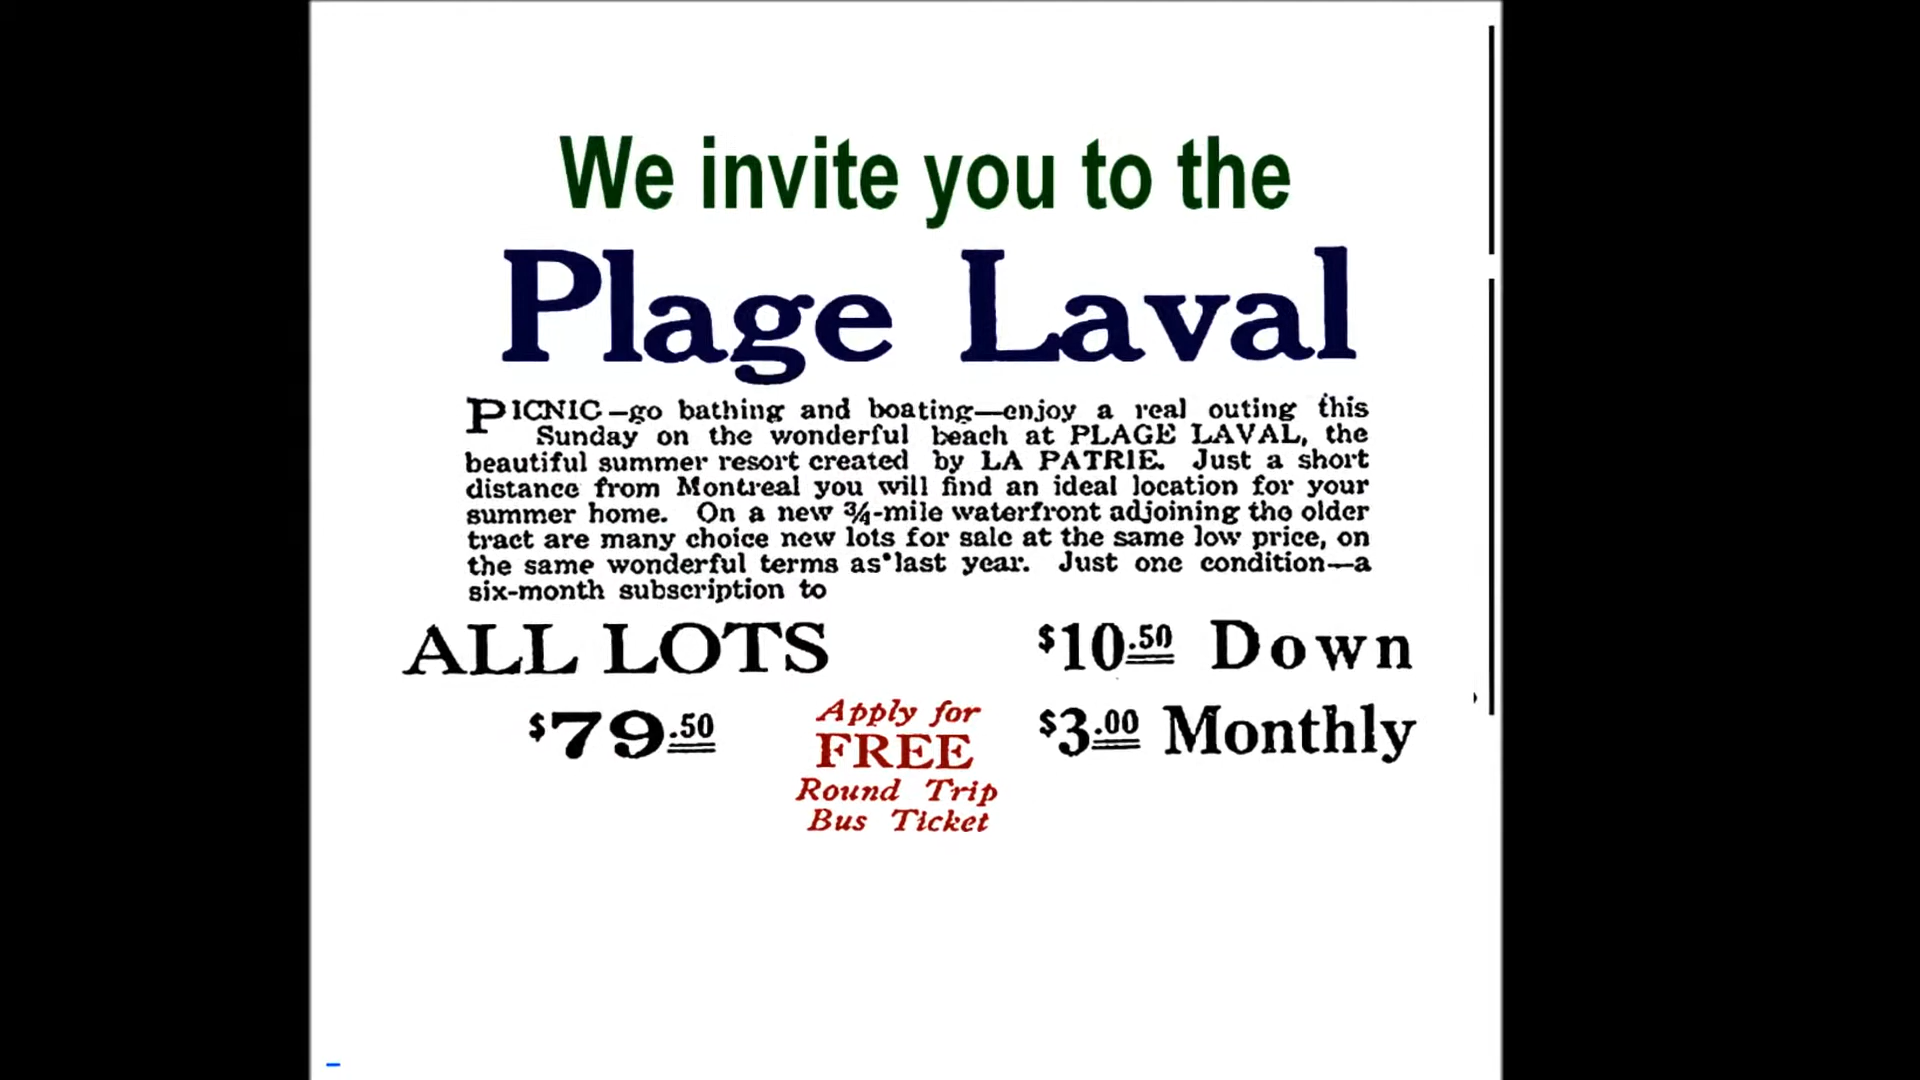 We invite you to the
Plage Laval
PICNIC—go bathing and boating—enjoy a real outing this
Sunday on the wonderful beach at PLAGE LAVAL, the
beautiful summer resort created by LA PATRIE. Just a short
distance from Montreal you will find an ideal location for your
summer home. On a new ¾-mile waterfront adjoining the older
tract are many choice new lots for sale at the same low price, on
the same wonderful terms as last year. Just one condition—a
six-month subscription to
ALL LOTS
$79.50
Apply for
FREE
Round Trip
Bus Ticket
$10.50 Down
$3.00 Monthly